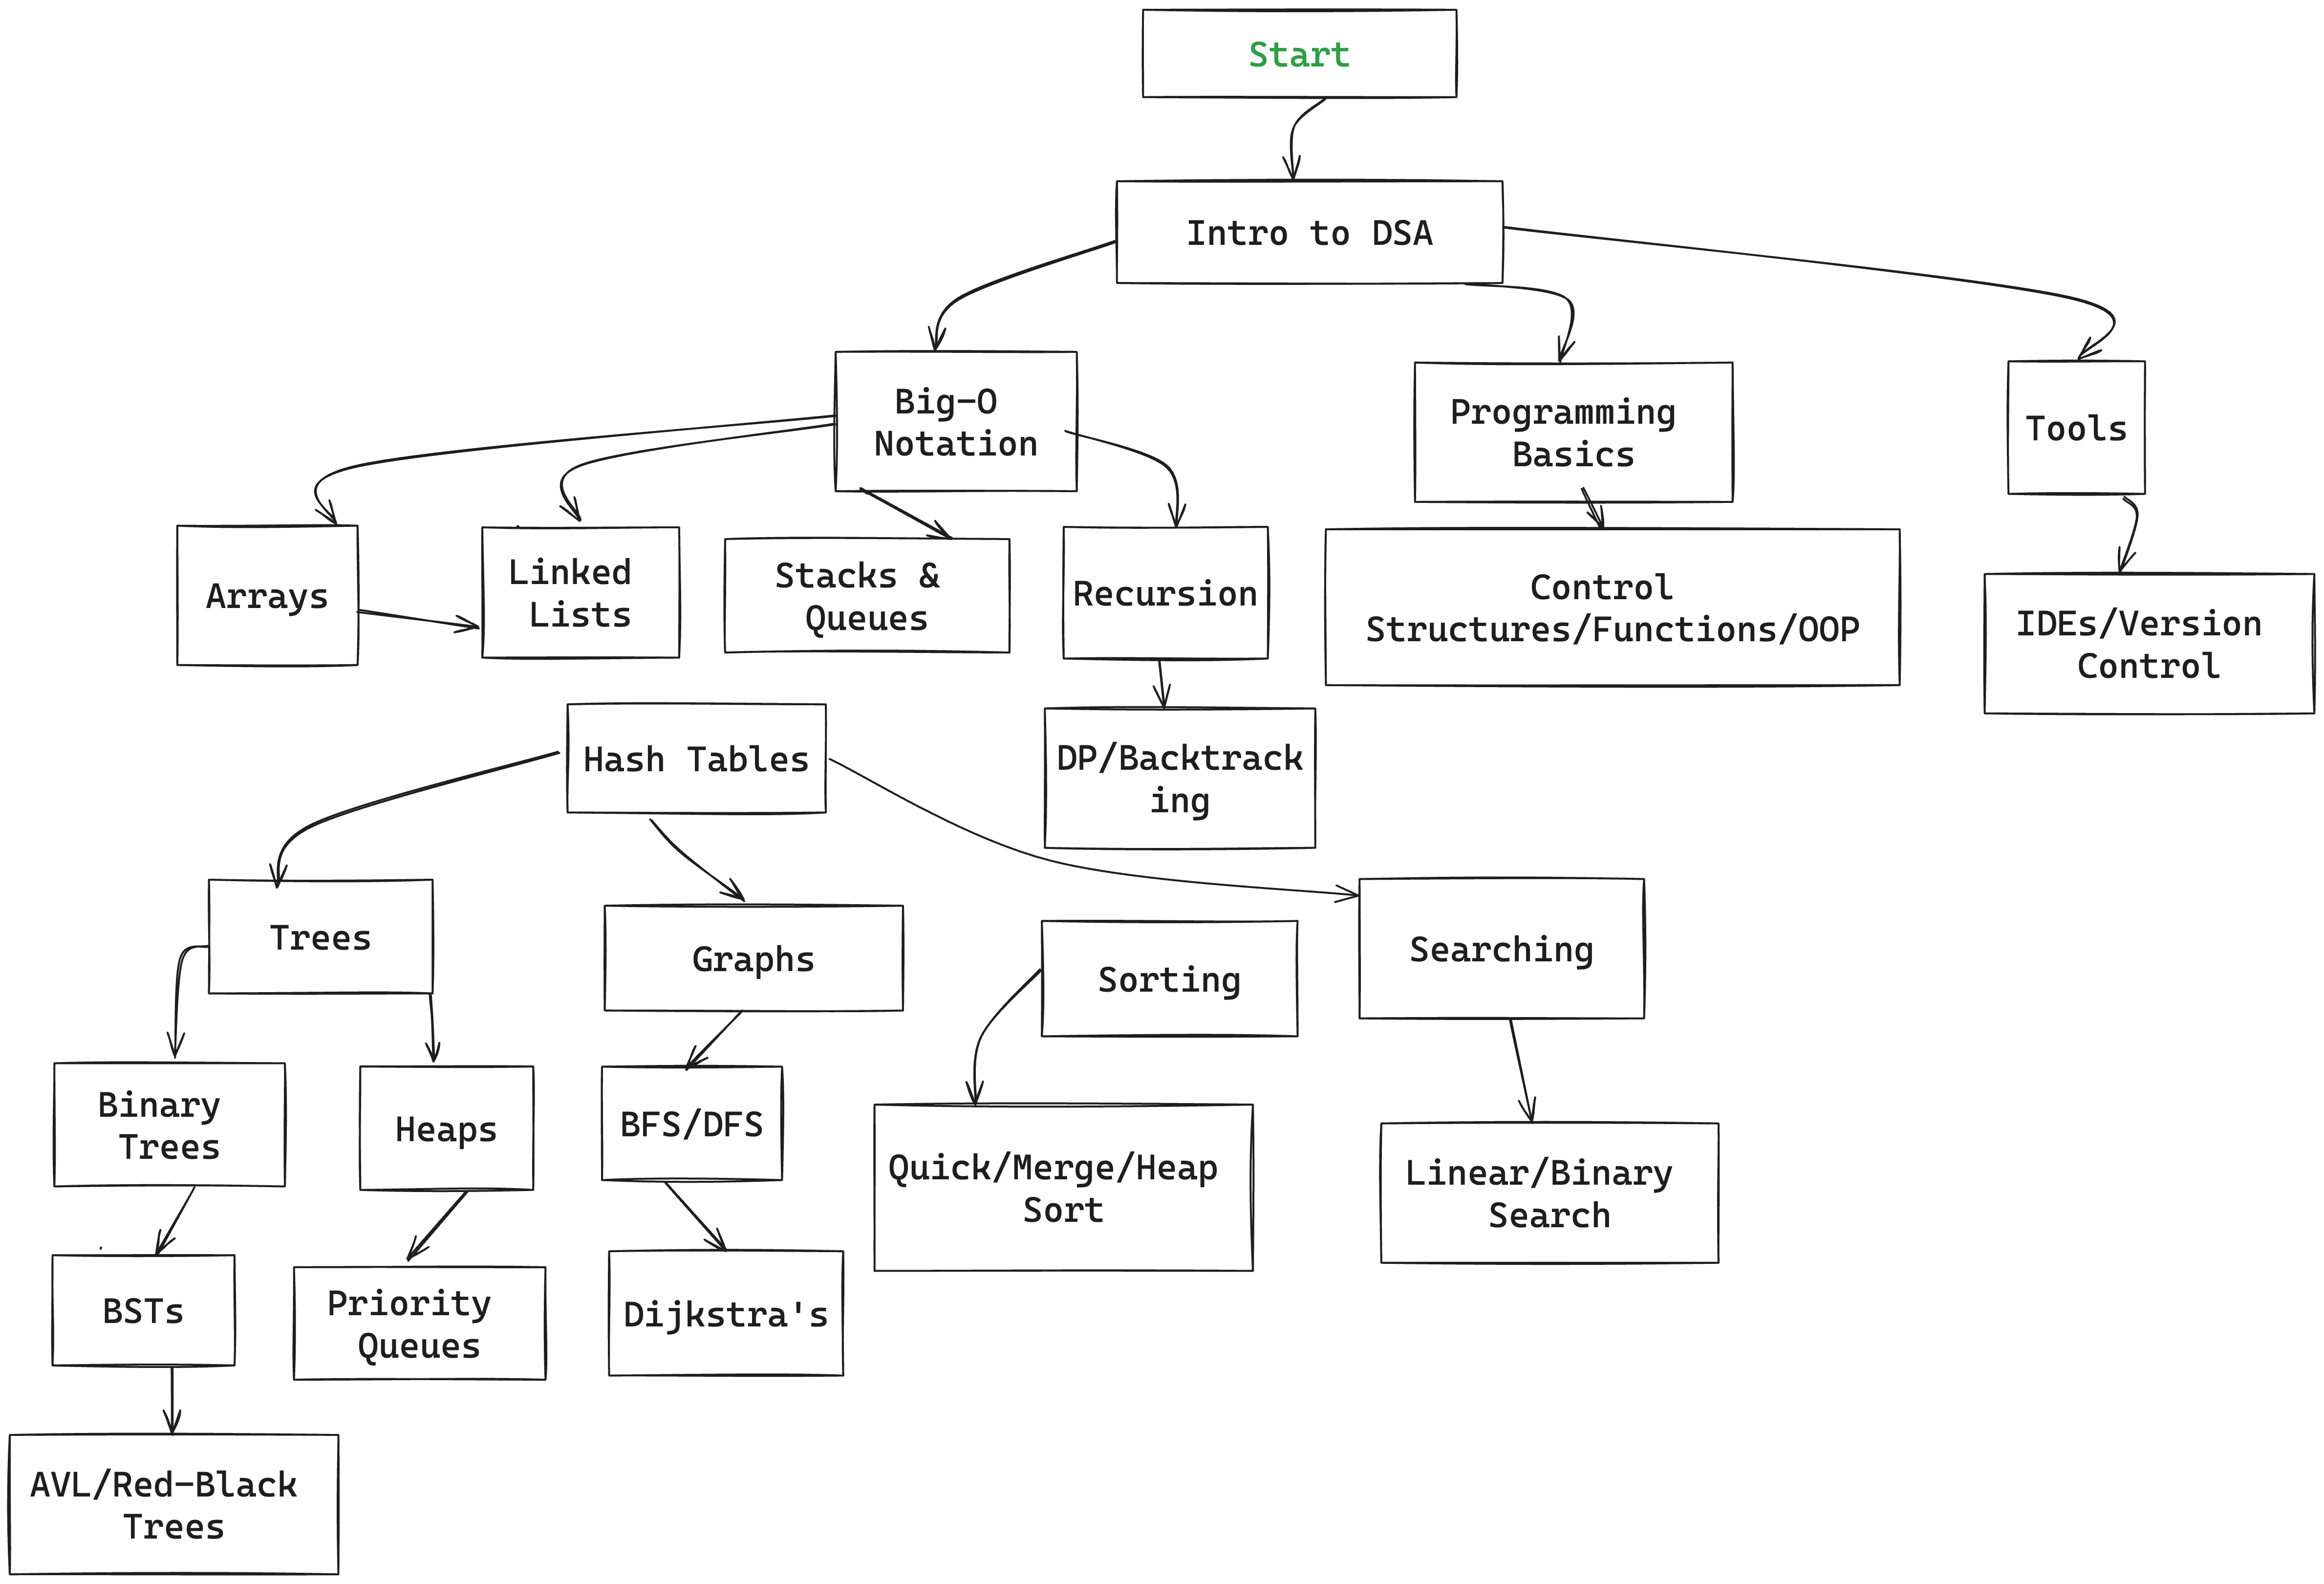 Start
Intro to DSA
Big-O
Notation
Programming
Basics
Tools
Arrays
Linked
Lists
Stacks &
Queues
Recursion
Control
Structures/Functions/OOP
IDEs/Version
Control
Hash Tables
DP/Backtrack
ing
Trees
Graphs
Sorting
Searching
Binary
Trees
Heaps
BFS/DFS
Quick/Merge/Heap
Sort
Linear/Binary
Search
BSTs
Priority
Queues
Dijkstra's
AVL/Red-Black
Trees